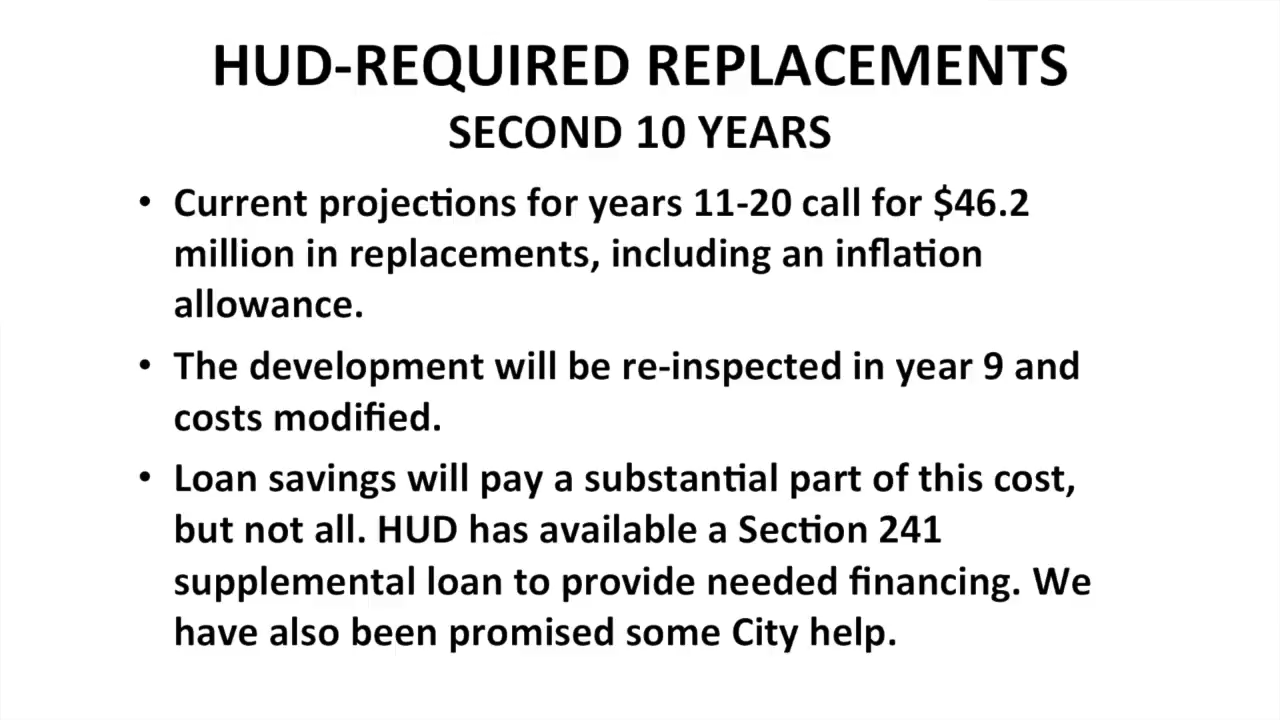 HUD-REQUIRED REPLACEMENTS
SECOND 10 YEARS
• Current projections for years 11-20 call for $46.2
million in replacements, including an inflation
allowance.
• The development will be re-inspected in year 9 and
costs modified.
• Loan savings will pay a substantial part of this cost,
but not all. HUD has available a Section 241
supplemental loan to provide needed financing. We
have also been promised some City help.